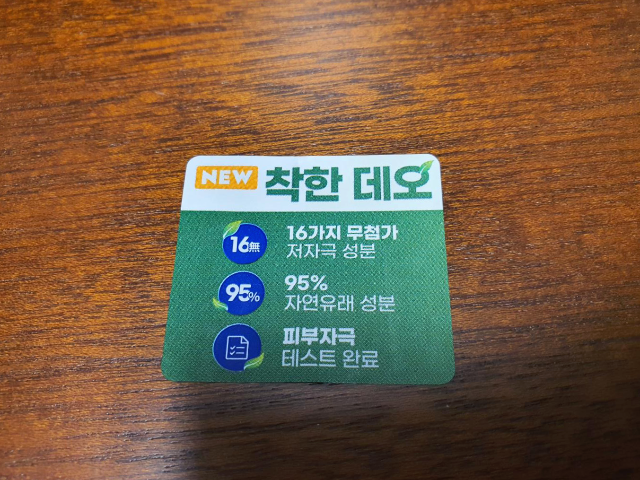 NEW 착한 데오
16無
16가지 무첨가
저자극 성분
95%
95%
자연유래 성분
피부자극
테스트 완료